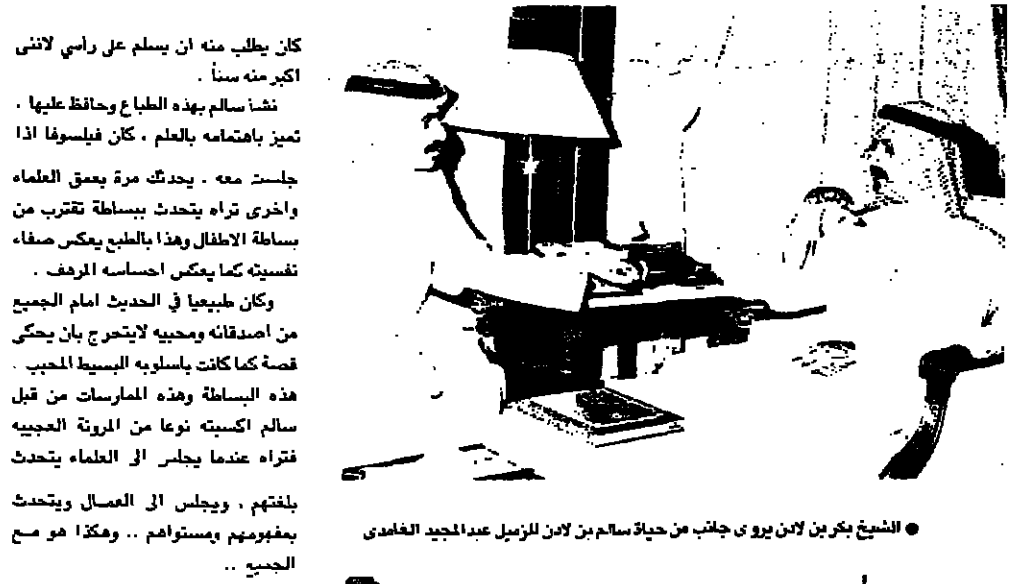 كان يطلب منه ان يسلم على رأسي لانني
اكبر منه سناً .
نشأ سالم بهذه الطباع وحافظ عليها .
تميز باهتمامه بالعلم . كان فيلسوفا اذا
جلست معه . يحدثك مرة بعمق العلماء
واخرى تراه يتحدث ببساطة تقترب من
بساطة الاطفال وهذا بالطبع يعكس صفاء
نفسيته كما يعكس احساسه المرهف .
وكان طبيعيا في الحديث امام الجميع
من اصدقائه ومحبيه لايتحرج بان يحكى
قصة كما كانت باسلوبه البسيط المحبب .
هذه البساطة وهذه الممارسات من قبل
سالم اكسبته نوعا من المرونة العجيبه
فتراه عندما يجلس الى العلماء يتحدث
بلغتهم . ويجلس الى العمال ويتحدث
بمفهومهم ومستواهم .. وهكذا هو مع
الجميع ..
● الشيخ بكر بن لادن يروى جانب من حياة سالم بن لادن للزميل عبدالمجيد الغامدى